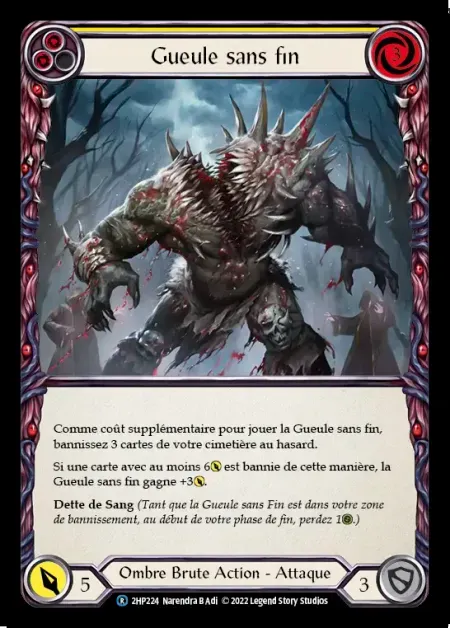 Gueule sans fin
3
Comme coût supplémentaire pour jouer la Gueule sans fin,
bannissez 3 cartes de votre cimetière au hasard.
Si une carte avec au moins 6 est bannie de cette manière, la
Gueule sans fin gagne +3.
Dette de Sang (Tant que la Gueule sans Fin est dans votre zone
de bannissement, au début de votre phase de fin, perdez 1.)
5
Ombre Brute Action - Attaque
3
R 2HP224 Narendra B Adi © 2022 Legend Story Studios